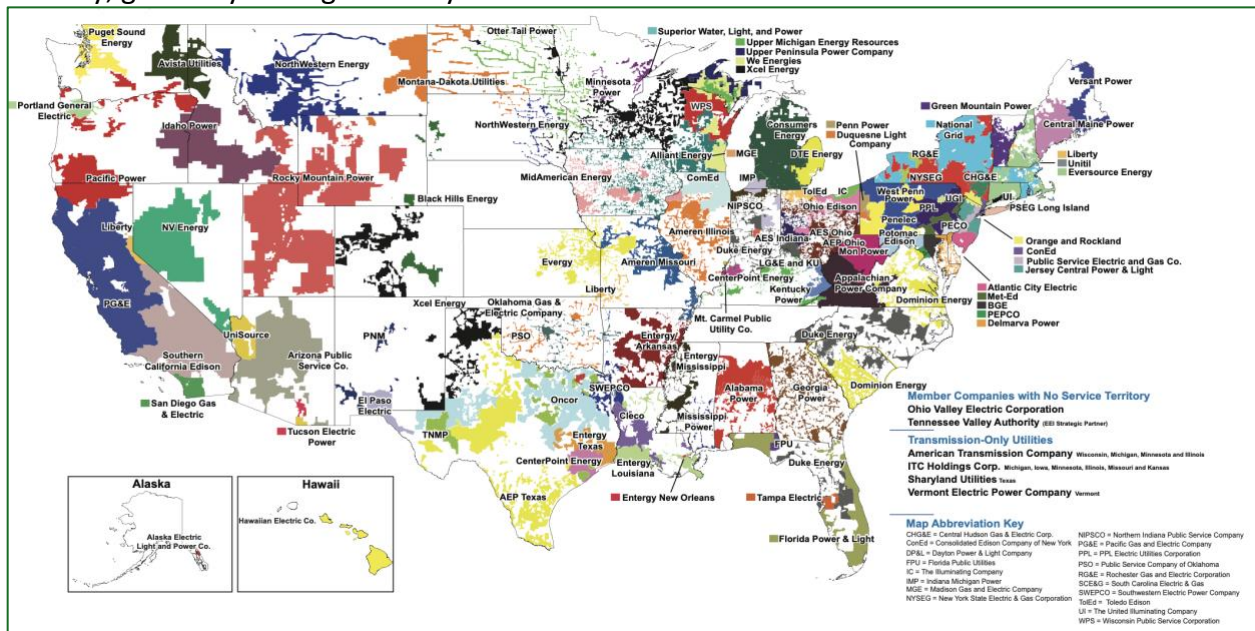 Puget Sound
Energy
Avista Utilities
NorthWestern Energy
Montana-Dakota Utilities
Otter Tail Power
Superior Water, Light, and Power
Upper Michigan Energy Resources
Upper Peninsula Power Company
We Energies
Xcel Energy
Minnesota
Power
Versant Power
Portland General
Electric
Idaho Power
NorthWestern Energy
WPS
Consumers
Energy
Penn Power
Duquesne Light
Company
Green Mountain Power
National
Grid
Central Maine Power
Alliant Energy
MGE
DTE Energy
RG&E
NYSEG
CHG&E
Liberty
Unitil
Eversource Energy
Pacific Power
Rocky Mountain Power
Black Hills Energy
MidAmerican Energy
ComEd
IMP
TolEd
IC
West Penn
Power
UGI
UI
PPL
PSEG Long Island
NIPSCO
Ohio Edison
Penelec
PECO
Liberty
NV Energy
Ameren Illinois
AES Indiana
AES Ohio
AEP Ohio
Mon Power
Potomac
Edison
Orange and Rockland
ConEd
Public Service Electric and Gas Co.
Jersey Central Power & Light
Evergy
Ameren Missouri
Duke Energy
LG&E and KU
CenterPoint Energy
Kentucky
Power
Appalachian
Power Company
Dominion Energy
Atlantic City Electric
Met-Ed
BGE
PEPCO
Delmarva Power
PG&E
Liberty
Xcel Energy
Oklahoma Gas &
Electric Company
Mt. Carmel Public
Utility Co.
UniSource
PNM
PSO
Entergy
Arkansas
Duke Energy
Southern
California Edison
Arizona Public
Service Co.
Entergy
Mississippi
San Diego Gas
& Electric
El Paso
Electric
Oncor
SWEPCO
Alabama
Power
Georgia
Power
Dominion Energy
Tucson Electric
Power
TNMP
Cleco
Mississippi
Power
Entergy
Texas
FPU
CenterPoint Energy
Entergy
Louisiana
Duke Energy
AEP Texas
Entergy New Orleans
Tampa Electric
Florida Power & Light
Alaska
Alaska Electric
Light and Power Co.
Hawaii
Hawaiian Electric Co.
Member Companies with No Service Territory
Ohio Valley Electric Corporation
Tennessee Valley Authority (EEI Strategic Partner)
Transmission-Only Utilities
American Transmission Company Wisconsin, Michigan, Minnesota and Illinois
ITC Holdings Corp. Michigan, Iowa, Minnesota, Illinois, Missouri and Kansas
Sharyland Utilities Texas
Vermont Electric Power Company Vermont
Map Abbreviation Key
CHG&E = Central Hudson Gas & Electric Corp.
ConEd = Consolidated Edison Company of New York
DP&L = Dayton Power & Light Company
FPU = Florida Public Utilities
IC = The Illuminating Company
IMP = Indiana Michigan Power
MGE = Madison Gas and Electric Company
NYSEG = New York State Electric & Gas Corporation
NIPSCO = Northern Indiana Public Service Company
PG&E = Pacific Gas and Electric Company
PPL = PPL Electric Utilities Corporation
PSO = Public Service Company of Oklahoma
RG&E = Rochester Gas and Electric Corporation
SCE&G = South Carolina Electric & Gas
SWEPCO = Southwestern Electric Power Company
TolEd = Toledo Edison
UI = The United Illuminating Company
WPS = Wisconsin Public Service Corporation